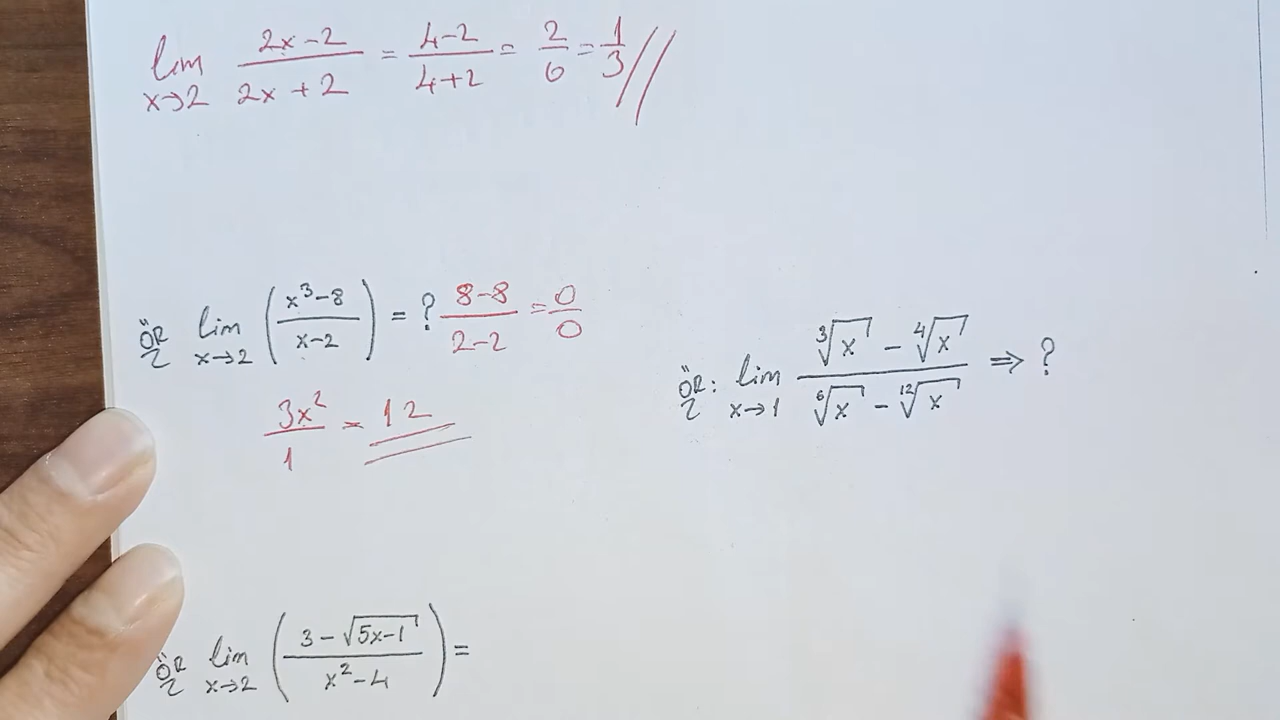 lim x→2 (2x-2)/(2x+2) = (4-2)/(4+2) = 2/6 = 1/3 //
ÖR lim x→2 ((x³-8)/(x-2)) = ? (8-8)/(2-2) = 0/0
3x²/1 = 12
ÖR: lim x→1 (∛x - ∜x)/(⁶√x - ¹²√x) ⇒ ?
ÖR lim x→2 ((3-√(5x-1))/(x²-4)) =